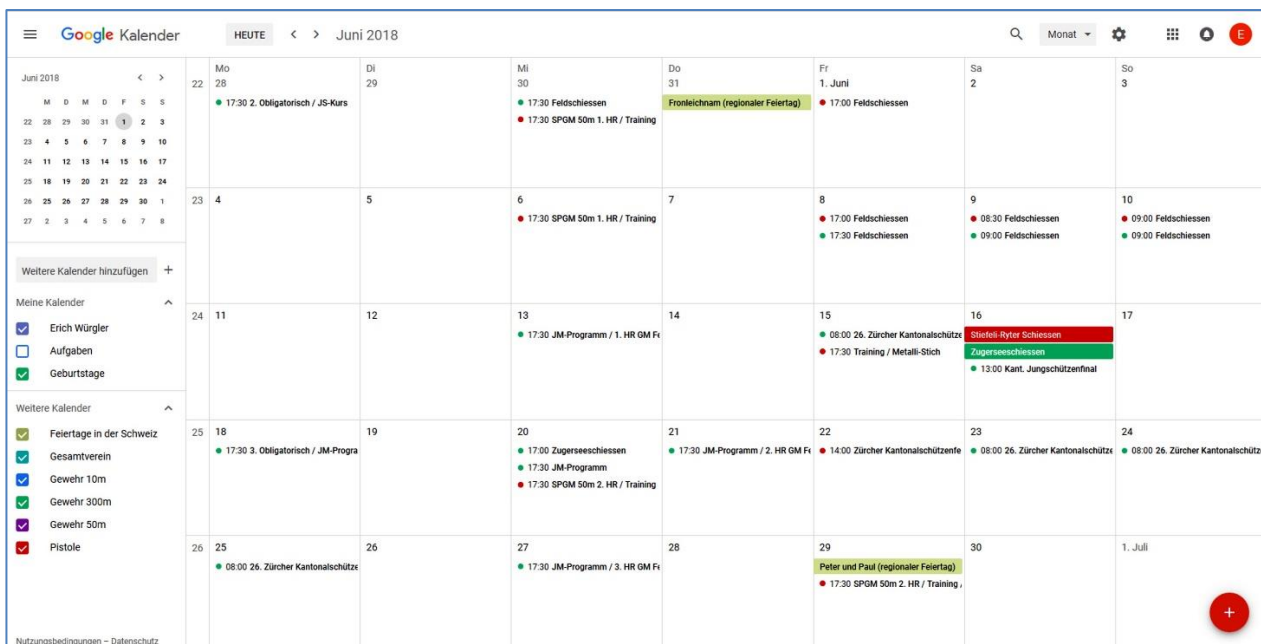 Google Kalender HEUTE < > Juni 2018 Monat E
Juni 2018 < >
M D M D F S S
22 28 29 30 31 1 2 3
23 4 5 6 7 8 9 10
24 11 12 13 14 15 16 17
25 18 19 20 21 22 23 24
26 25 26 27 28 29 30 1
27 2 3 4 5 6 7 8
Weitere Kalender hinzufügen +
Meine Kalender
Erich Würgler
Aufgaben
Geburtstage
Weitere Kalender
Feiertage in der Schweiz
Gesamtverein
Gewehr 10m
Gewehr 300m
Gewehr 50m
Pistole
Nutzungsbedingungen – Datenschutz
Mo Di Mi Do Fr Sa So
22 28 29 30 31 1. Juni 2 3
17:30 2. Obligatorisch / JS-Kurs
17:30 Feldschiessen
17:30 SPGM 50m 1. HR / Training
Fronleichnam (regionaler Feiertag)
17:00 Feldschiessen
23 4 5 6 7 8 9 10
17:30 SPGM 50m 1. HR / Training
17:00 Feldschiessen
17:30 Feldschiessen
08:30 Feldschiessen
09:00 Feldschiessen
09:00 Feldschiessen
09:00 Feldschiessen
24 11 12 13 14 15 16 17
17:30 JM-Programm / 1. HR GM Fe
08:00 26. Zürcher Kantonalschütze
17:30 Training / Metalli-Stich
Stiefeli-Ryter Schiessen
Zugerseeschiessen
13:00 Kant. Jungschützenfinal
25 18 19 20 21 22 23 24
17:30 3. Obligatorisch / JM-Progra
17:00 Zugerseeschiessen
17:30 JM-Programm
17:30 SPGM 50m 2. HR / Training
17:30 JM-Programm / 2. HR GM Fe
14:00 Zürcher Kantonalschützenfe
08:00 26. Zürcher Kantonalschütze
08:00 26. Zürcher Kantonalschütz
26 25 26 27 28 29 30 1. Juli
08:00 26. Zürcher Kantonalschütze
17:30 JM-Programm / 3. HR GM Fe
Peter und Paul (regionaler Feiertag)
17:30 SPGM 50m 2. HR / Training /
+